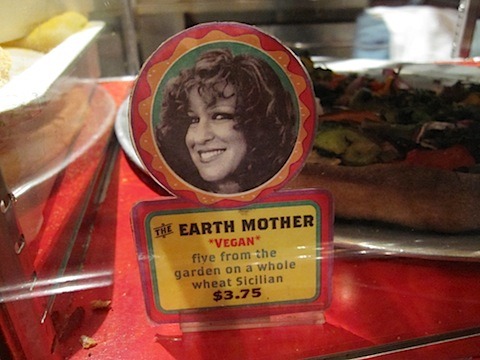 THE EARTH MOTHER
*VEGAN*
five from the
garden on a whole
wheat Sicilian
$3.75